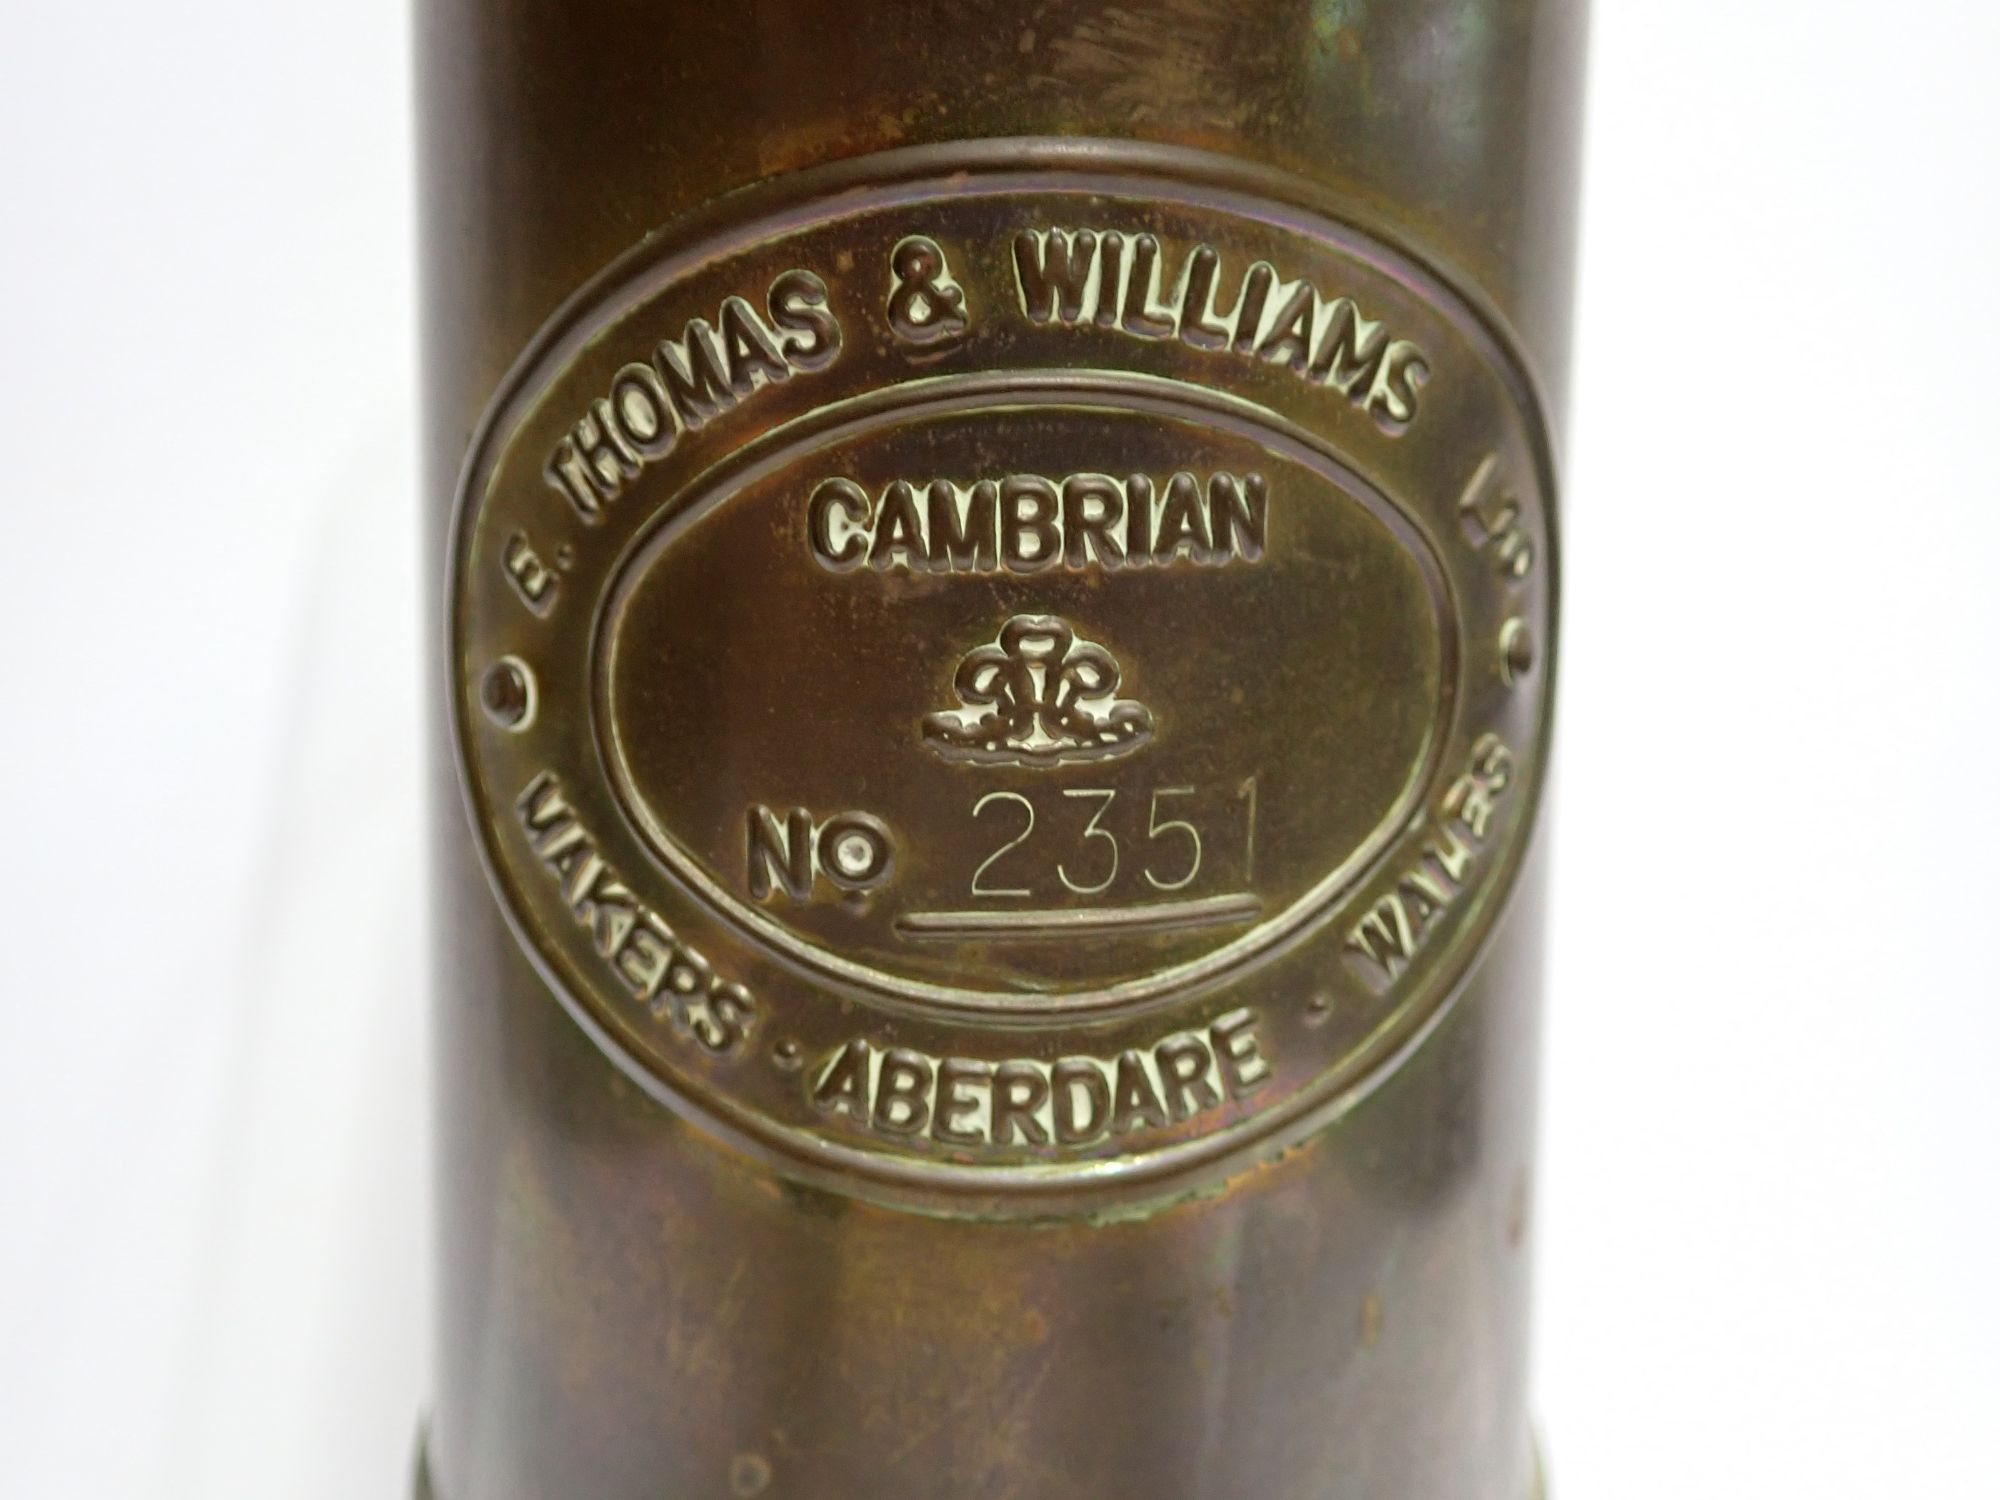 E. THOMAS & WILLIAMS LTD
CAMBRIAN
No 2351
MAKERS · ABERDARE · WALES